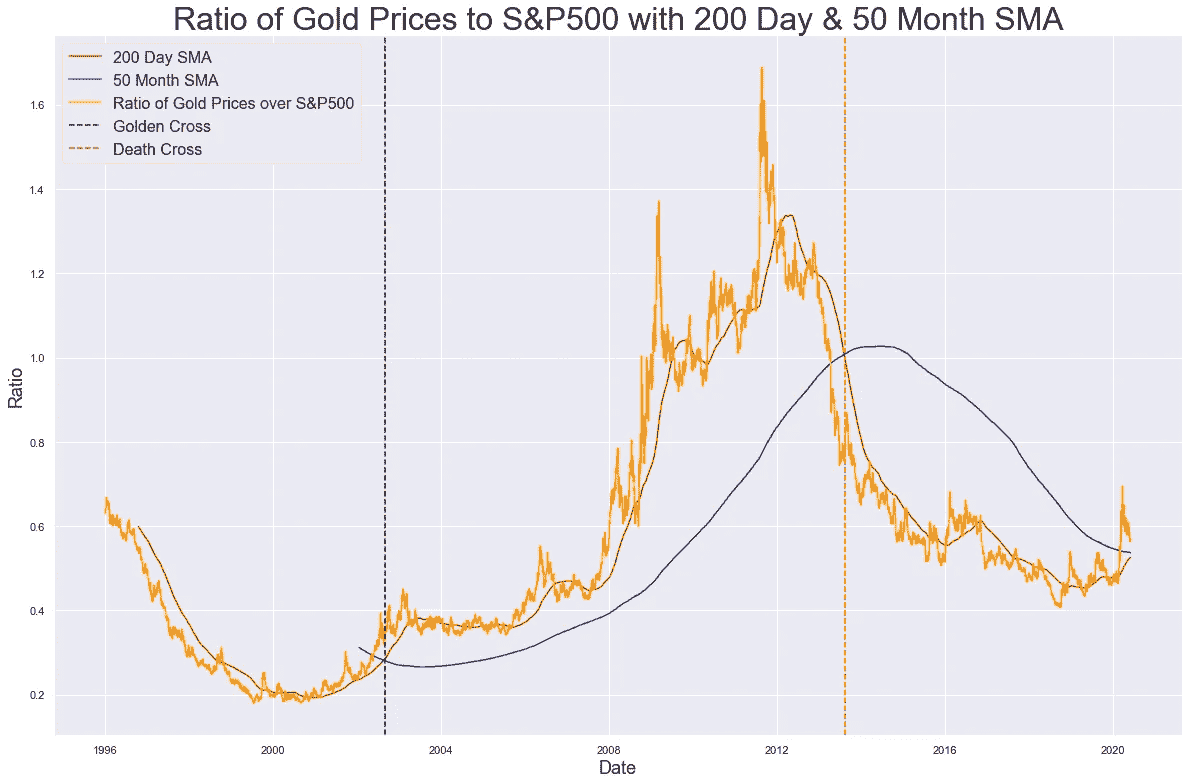 Ratio of Gold Prices to S&P500 with 200 Day & 50 Month SMA
200 Day SMA
50 Month SMA
Ratio of Gold Prices over S&P500
Golden Cross
Death Cross
1.6
1.4
1.2
1.0
0.8
0.6
0.4
0.2
Ratio
1996 2000 2004 2008 2012 2016 2020
Date